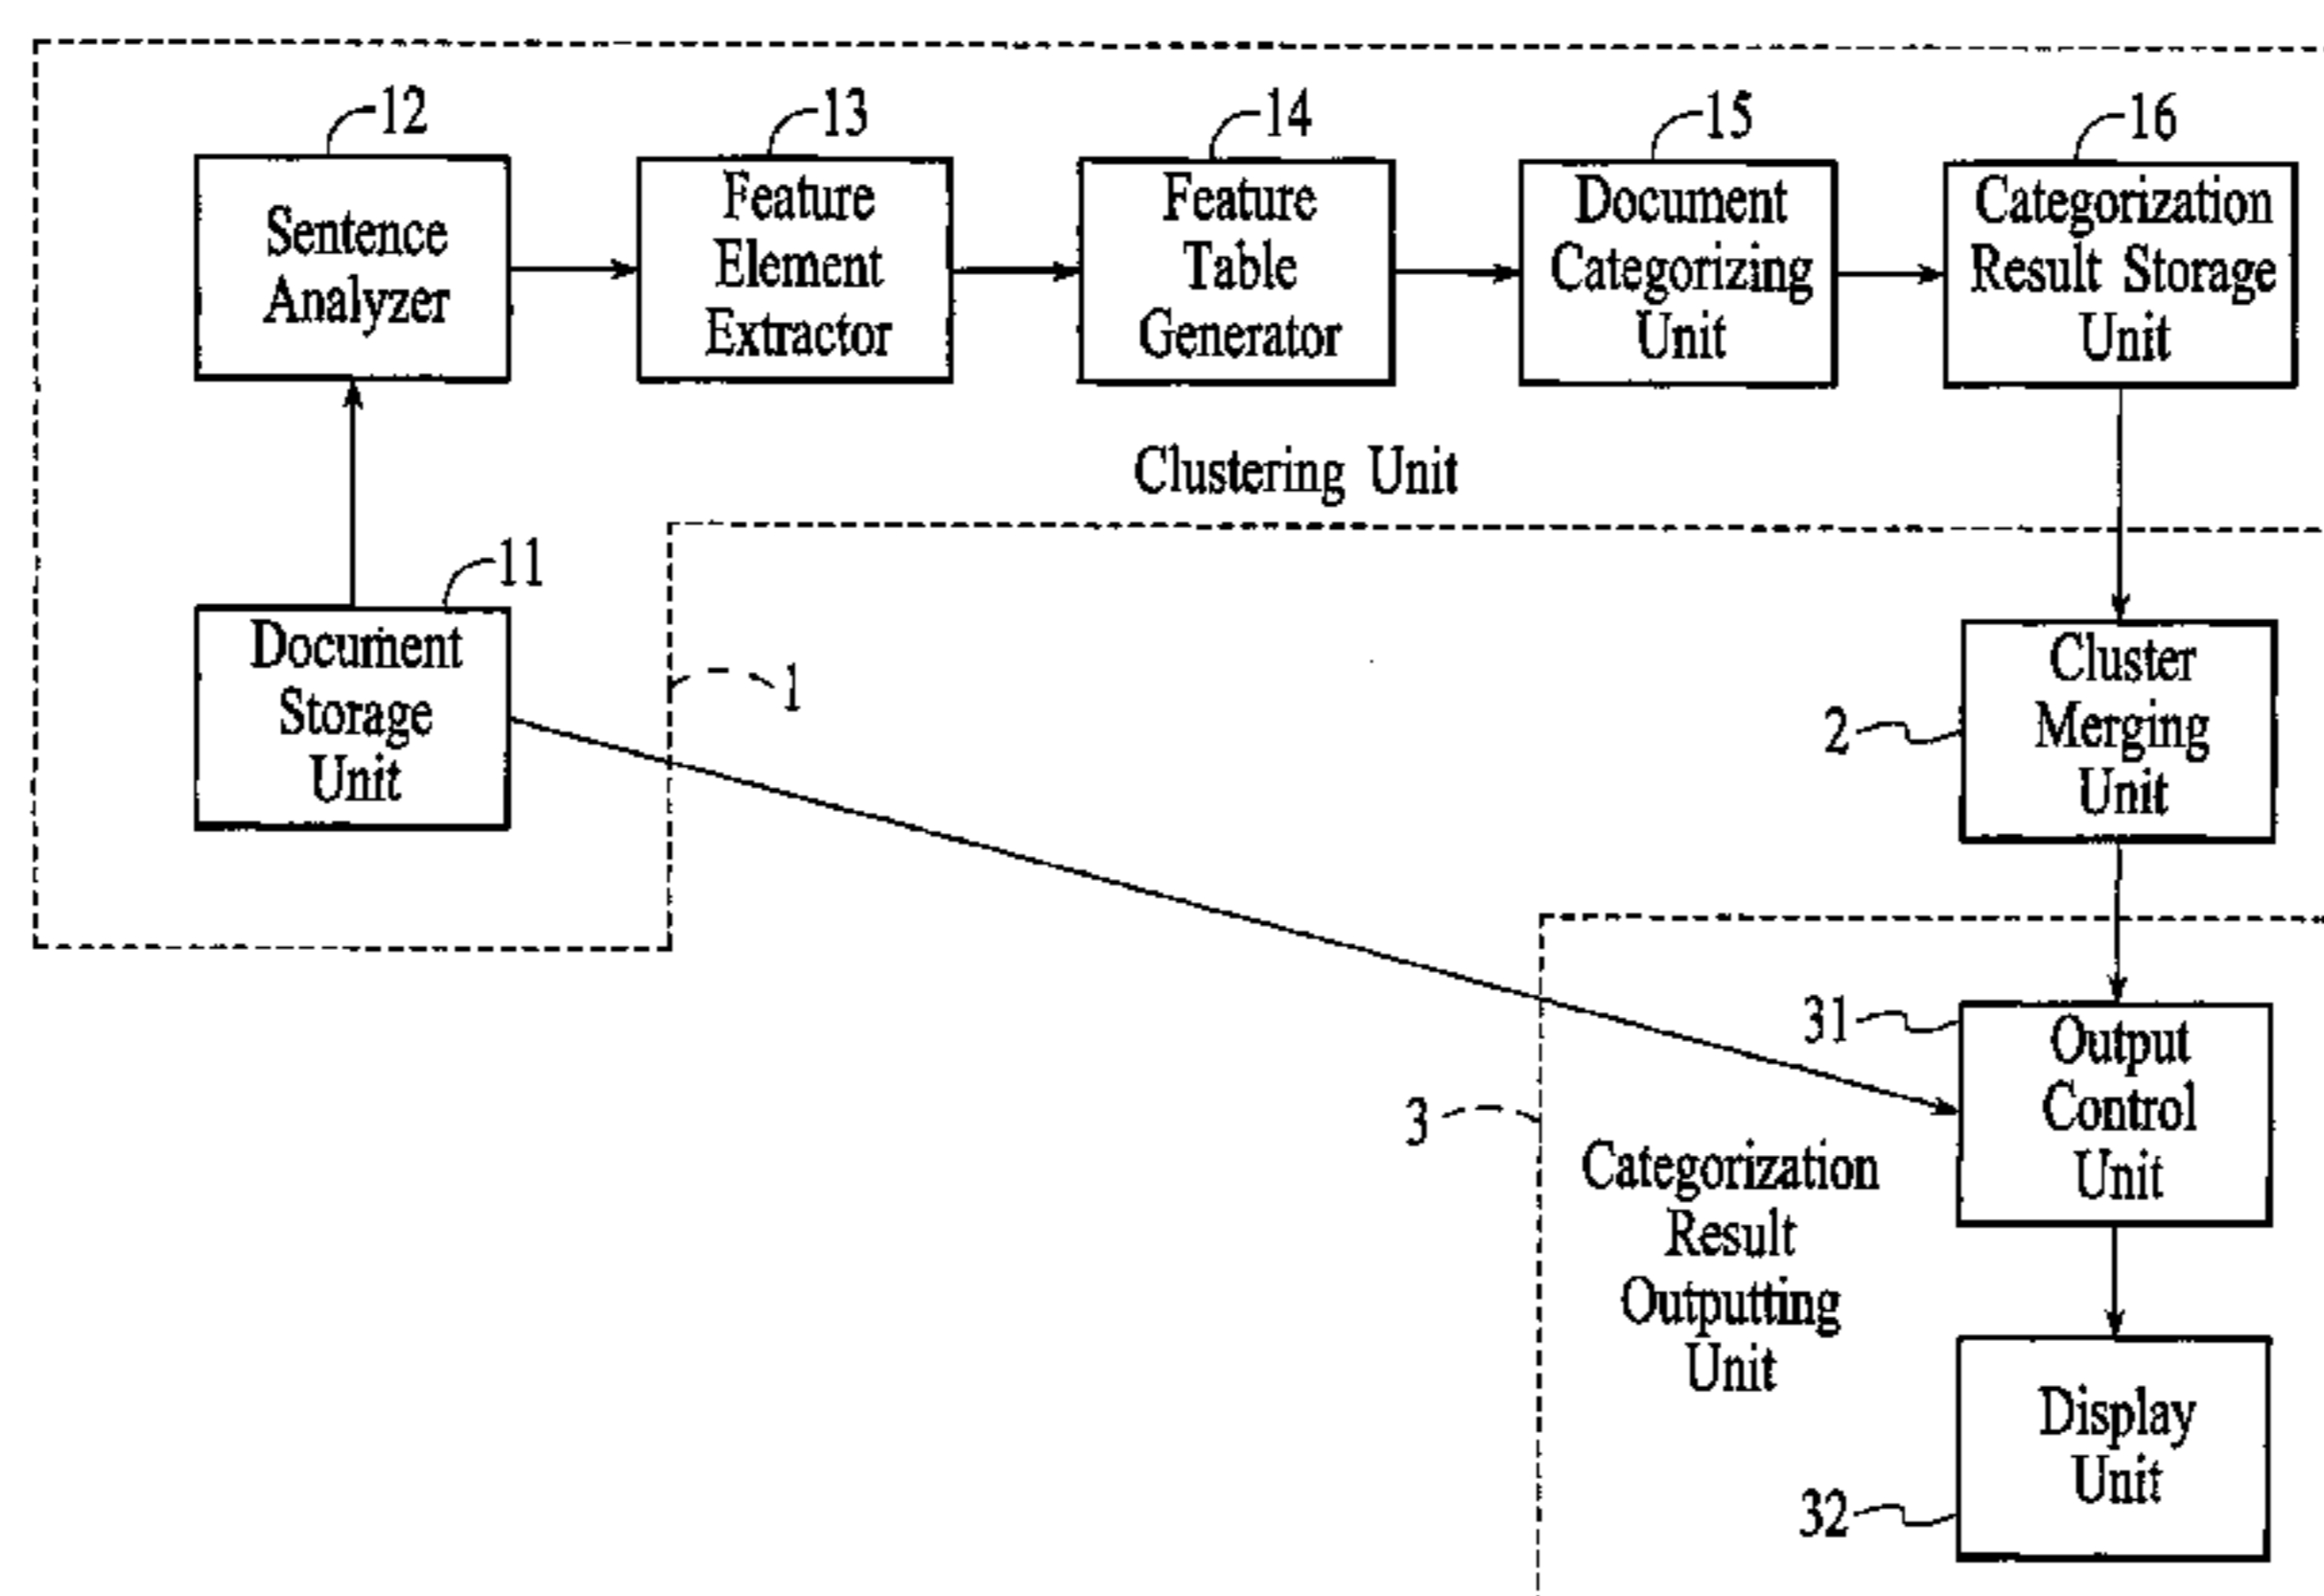 12
13
14
15
16
Sentence
Analyzer
Feature
Element
Extractor
Feature
Table
Generator
Document
Categorizing
Unit
Categorization
Result Storage
Unit
Clustering Unit
11
Document
Storage
Unit
1
2
Cluster
Merging
Unit
31
Output
Control
Unit
3
Categorization
Result
Outputting
Unit
Display
Unit
32